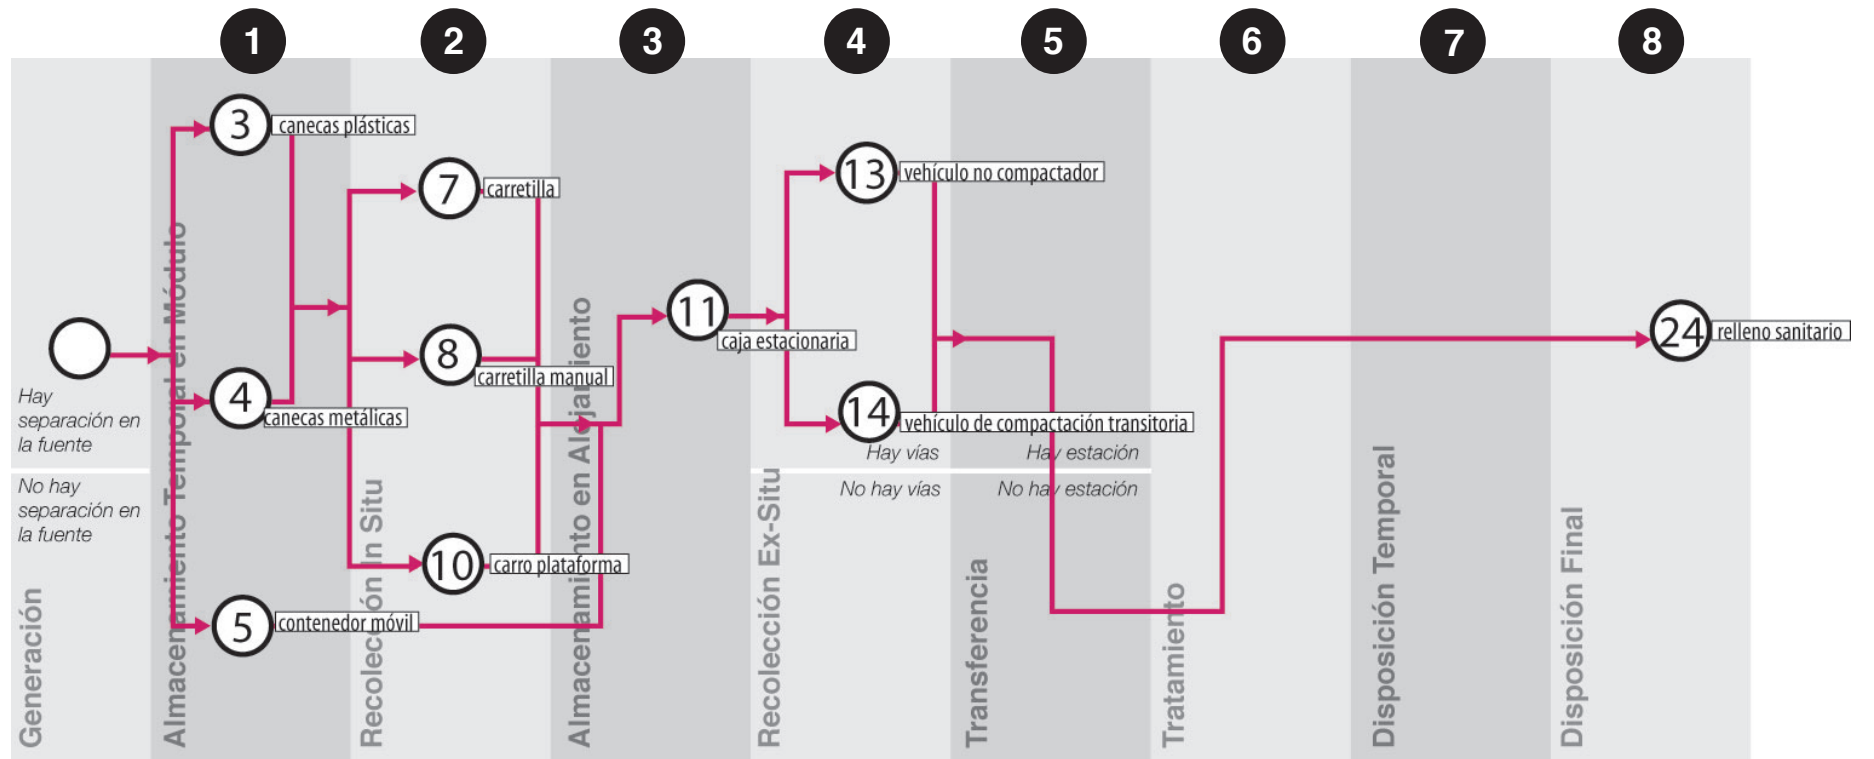 1
2
3
4
5
6
7
8
3
canecas plásticas
4
canecas metálicas
5
contenedor móvil
7
carretilla
8
carretilla manual
10
carro plataforma
11
caja estacionaria
13
vehículo no compactador
14
vehículo de compactación transitoria
24
relleno sanitario
Hay
separación en
la fuente
No hay
separación en
la fuente
Hay vías
No hay vías
Hay estación
No hay estación
Generación
Almacenamiento Temporal en Módulo
Recolección In Situ
Almacenamiento en Alejamiento
Recolección Ex-Situ
Transferencia
Tratamiento
Disposición Temporal
Disposición Final